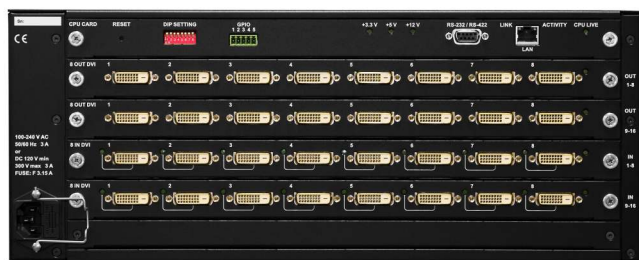 SN:
CPU CARD RESET DIP SETTING GPIO +3.3 V +5 V +12 V RS-232 / RS-422 LINK ACTIVITY CPU LIVE
1 2 3 4 5
LAN
CE
8 OUT DVI 1 2 3 4 5 6 7 8 OUT
1-8
8 OUT DVI 1 2 3 4 5 6 7 8 OUT
9-16
100-240 V AC
50/60 Hz 3 A
or
DC 120 V min
300 V max 3 A
FUSE: F 3.15 A
8 IN DVI 1 2 3 4 5 6 7 8 IN
1-8
8 IN DVI 1 2 3 4 5 6 7 8 IN
9-16